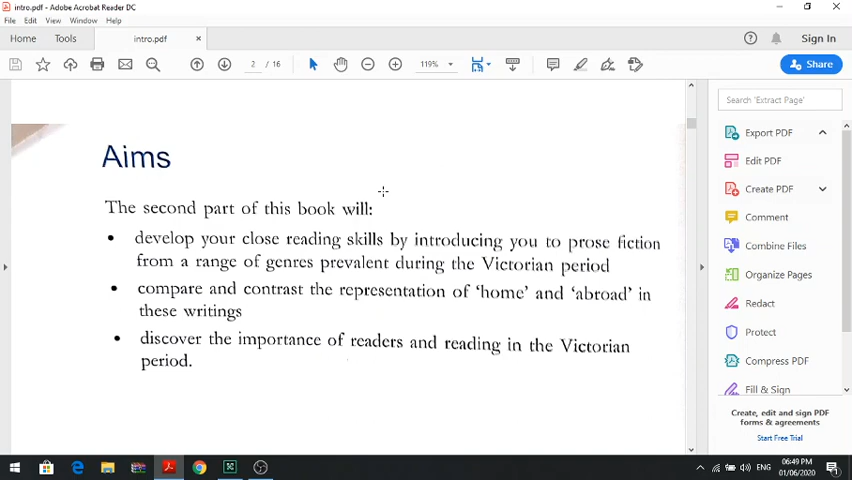 intro.pdf - Adobe Acrobat Reader DC
File Edit View Window Help
Home Tools intro.pdf × Sign In
2 / 16 119% Share
Aims
The second part of this book will:
• develop your close reading skills by introducing you to prose fiction
from a range of genres prevalent during the Victorian period
• compare and contrast the representation of 'home' and 'abroad' in
these writings
• discover the importance of readers and reading in the Victorian
period.
Search 'Extract Page'
Export PDF
Edit PDF
Create PDF
Comment
Combine Files
Organize Pages
Redact
Protect
Compress PDF
Fill & Sign
Create, edit and sign PDF
forms & agreements
Start Free Trial
ENG
06:49 PM
01/06/2020